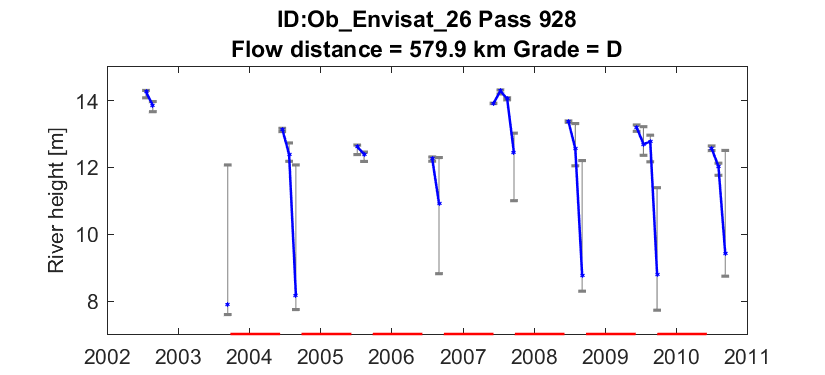 ID:Ob_Envisat_26 Pass 928
Flow distance = 579.9 km Grade = D
River height [m]
14
12
10
8
2002 2003 2004 2005 2006 2007 2008 2009 2010 2011